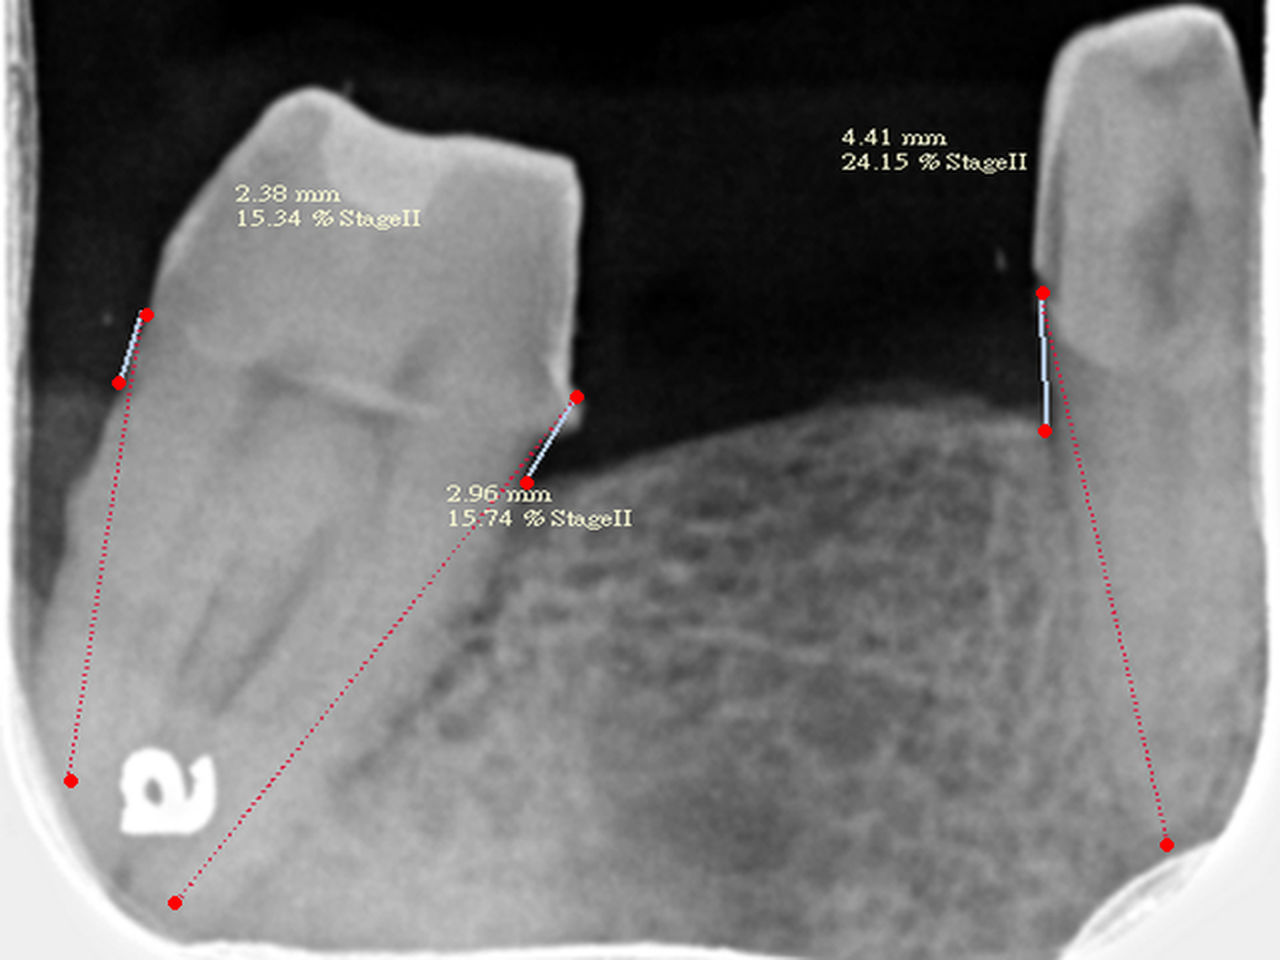 4.41 mm
24.15 % StageII
2.38 mm
15.34 % StageII
2.96 mm
15.74 % StageII
a